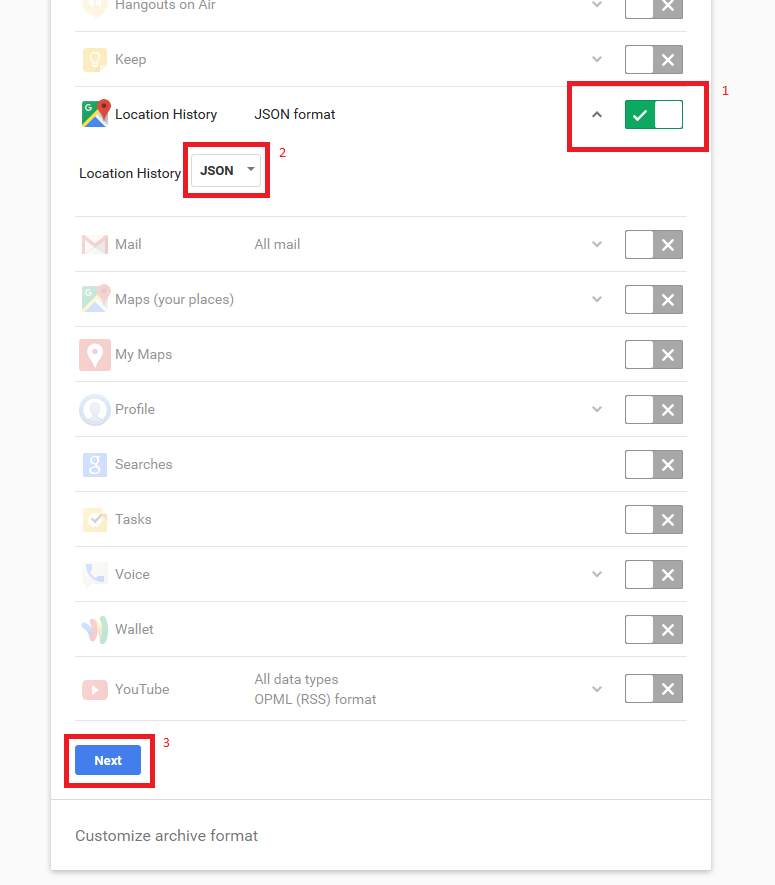 Hangouts on Air
Keep
Location History JSON format
1
Location History JSON
2
Mail All mail
Maps (your places)
My Maps
Profile
Searches
Tasks
Voice
Wallet
YouTube All data types
OPML (RSS) format
Next
3
Customize archive format